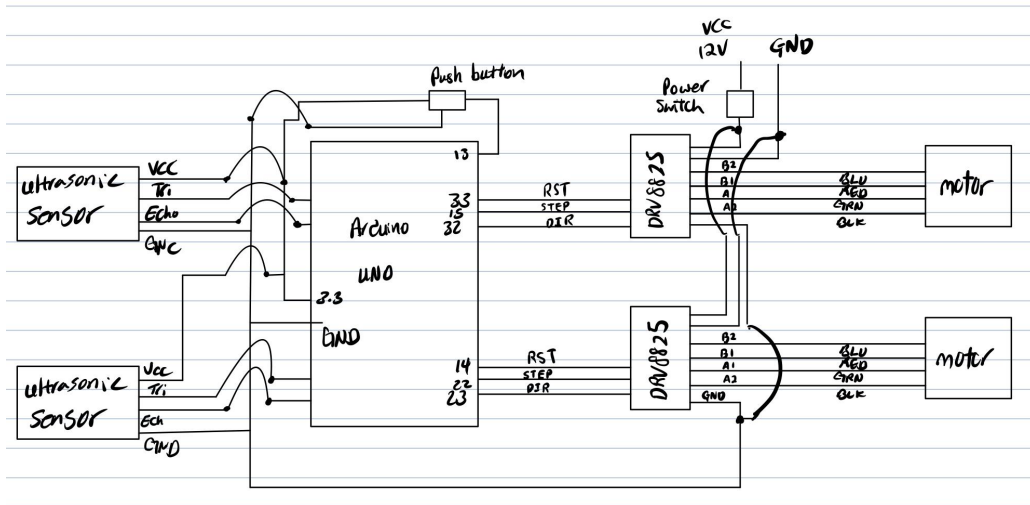 VCC
12V
GND
Push button
Power
Switch
13
ultrasonic
sensor
VCC
Tri
Echo
GNC
Arduino
UNO
33
15
32
RST
STEP
DIR
DRV8825
B2
B1
A1
A2
BLU
RED
GRN
BLK
motor
3.3
GND
ultrasonic
sensor
Vcc
Tri
Ech
GND
14
22
23
RST
STEP
DIR
DRV8825
B2
B1
A1
A2
GND
BLU
RED
GRN
BLK
motor